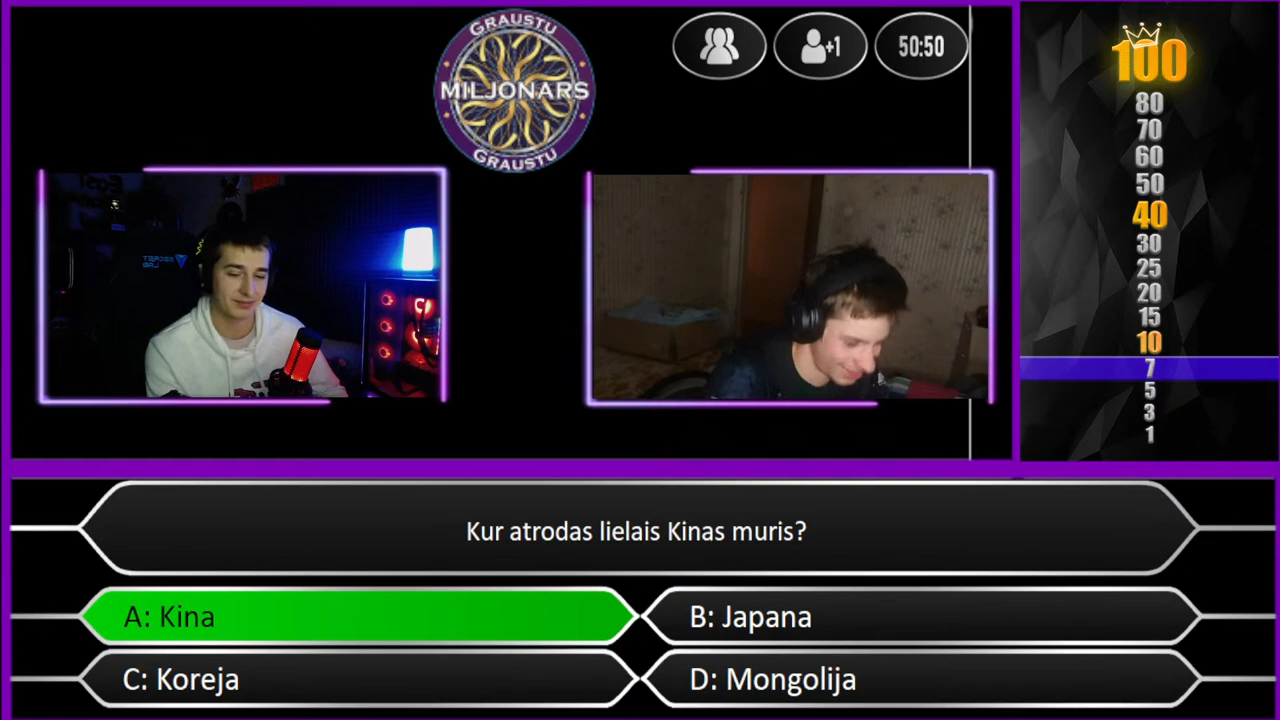 GRAUSTU
MILJONARS
GRAUSTU
+1
50:50
100
80
70
60
50
40
30
25
20
15
10
7
5
3
1
Kur atrodas lielais Kinas muris?
A: Kina
B: Japana
C: Koreja
D: Mongolija